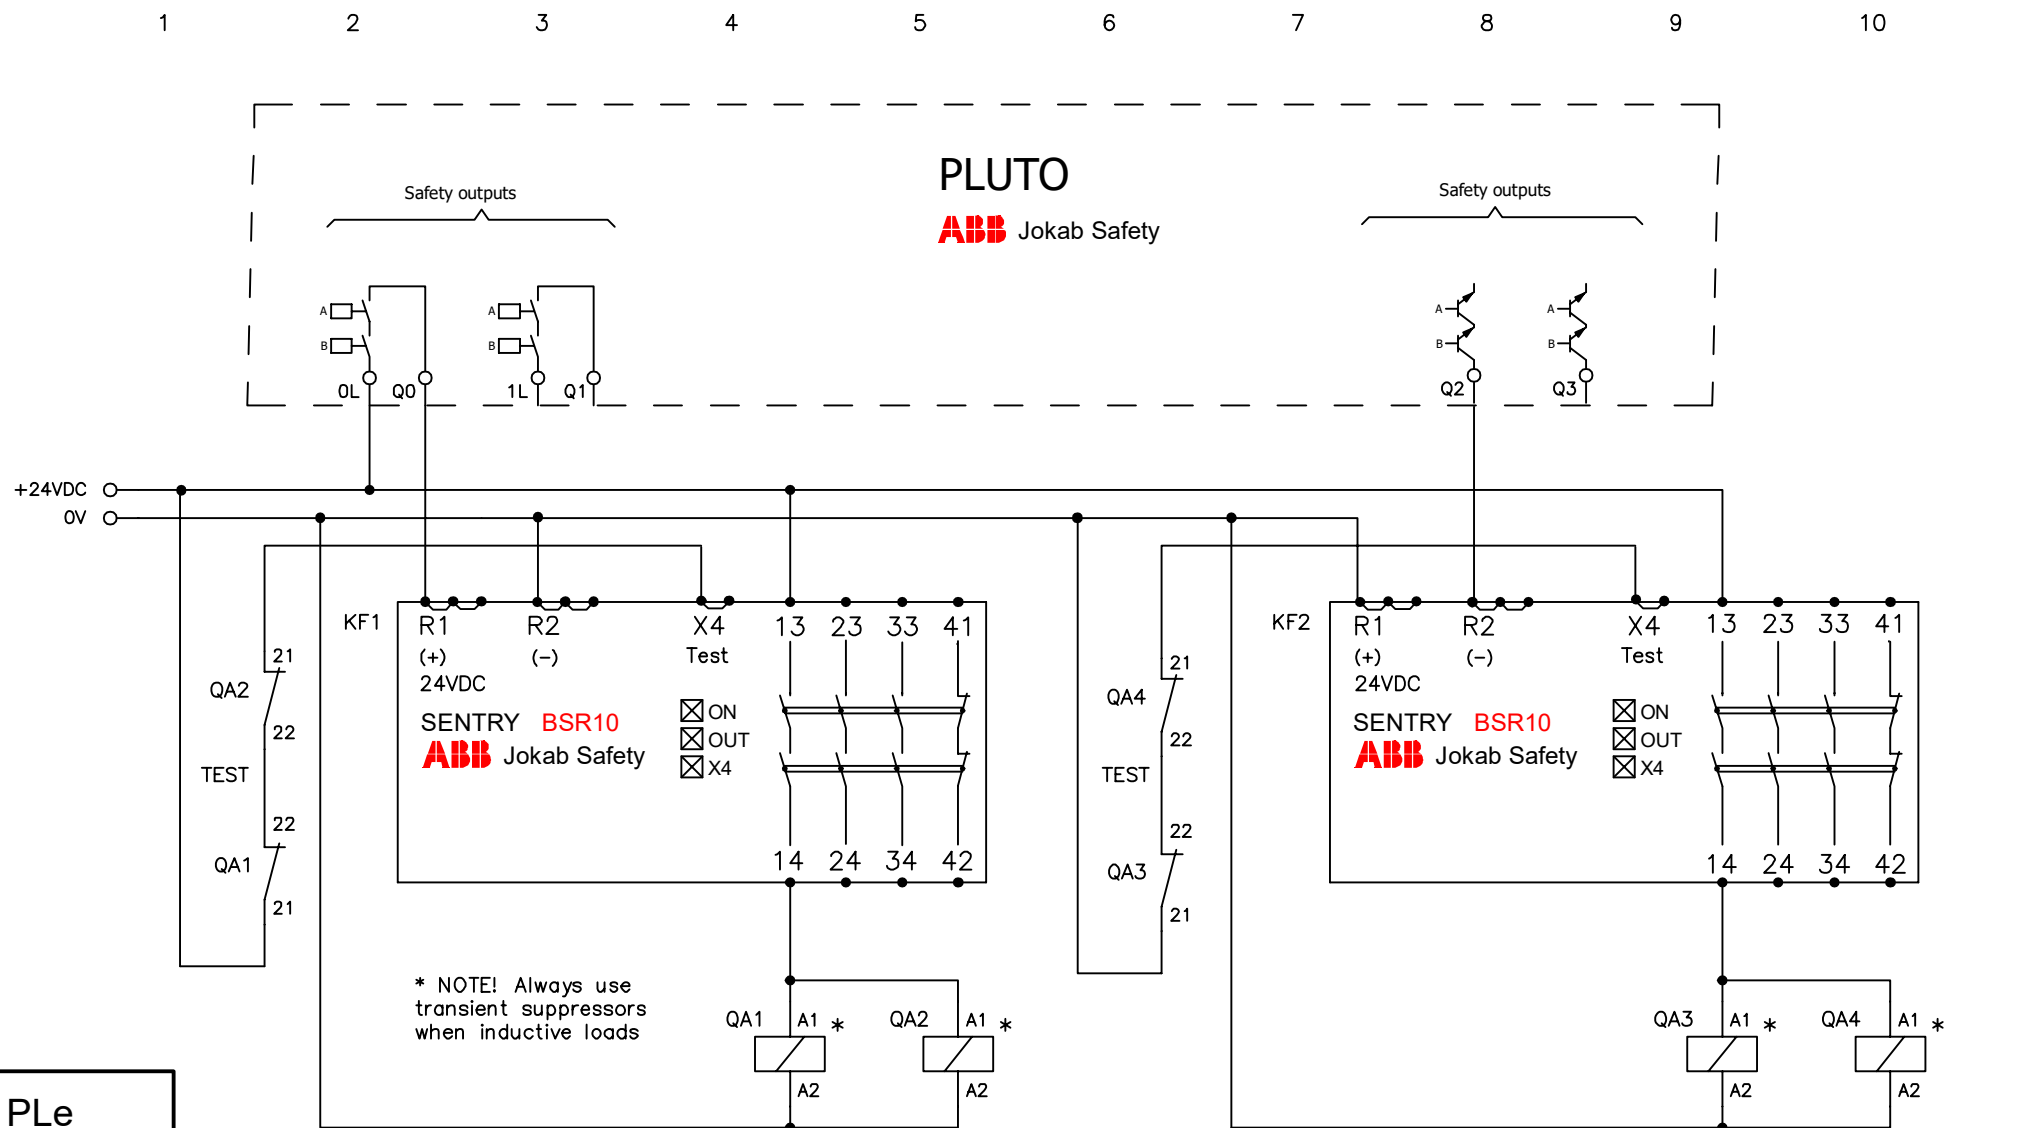 1 2 3 4 5 6 7 8 9 10
PLUTO
ABB Jokab Safety
Safety outputs
Safety outputs
A A A A
B B B B
0L Q0 1L Q1 Q2 Q3
+24VDC
0V
KF1
R1 R2 X4 13 23 33 41
(+) (-) Test
24VDC
SENTRY BSR10
ABB Jokab Safety
ON
OUT
X4
14 24 34 42
KF2
R1 R2 X4 13 23 33 41
(+) (-) Test
24VDC
SENTRY BSR10
ABB Jokab Safety
ON
OUT
X4
14 24 34 42
21
QA2
22
TEST
22
QA1
21
21
QA4
22
TEST
22
QA3
21
* NOTE! Always use
transient suppressors
when inductive loads
QA1 A1 * QA2 A1 *
A2 A2
QA3 A1 * QA4 A1 *
A2 A2
PLe